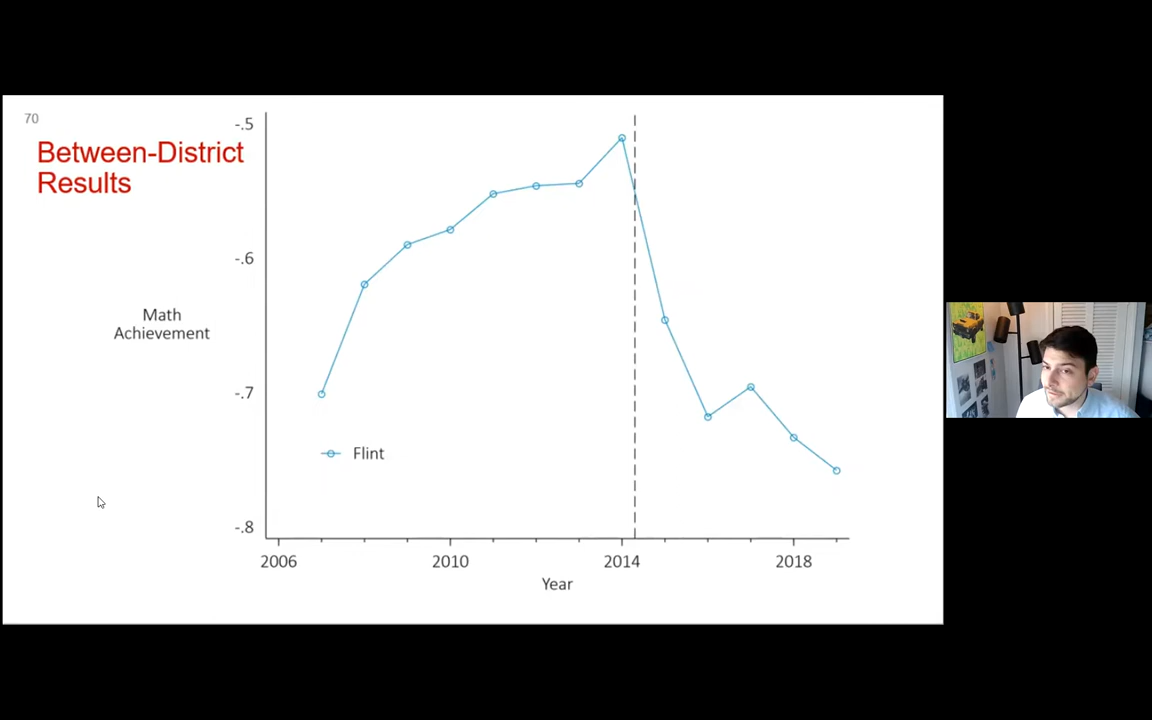 70
Between-District
Results
-.5
-.6
-.7
-.8
Math
Achievement
Flint
2006
2010
2014
2018
Year